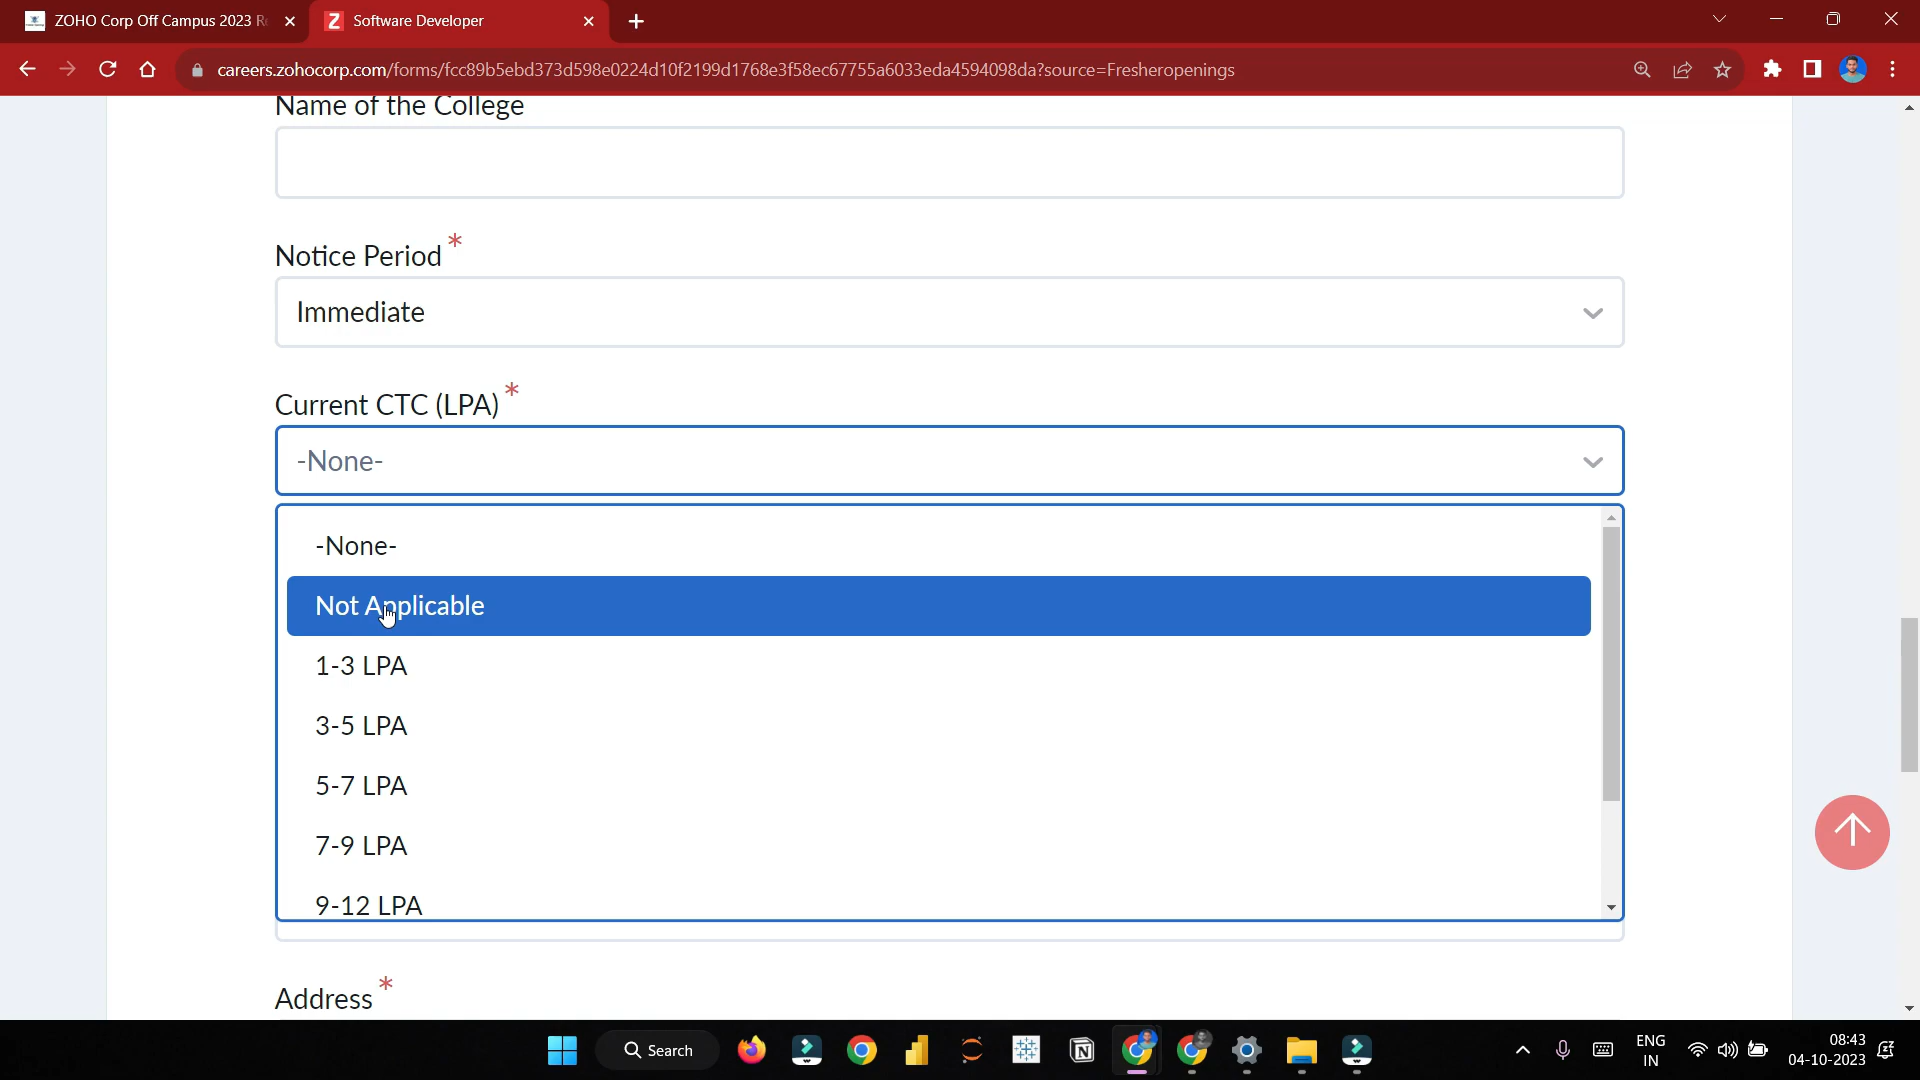 ZOHO Corp Off Campus 2023 R
Software Developer
careers.zohocorp.com/forms/fcc89b5ebd373d598e0224d10f2199d1768e3f58ec67755a6033eda4594098da?source=Fresheropenings
Name of the College
Notice Period *
Immediate
Current CTC (LPA) *
-None-
-None-
Not Applicable
1-3 LPA
3-5 LPA
5-7 LPA
7-9 LPA
9-12 LPA
Address *
Search
ENG
IN
08:43
04-10-2023